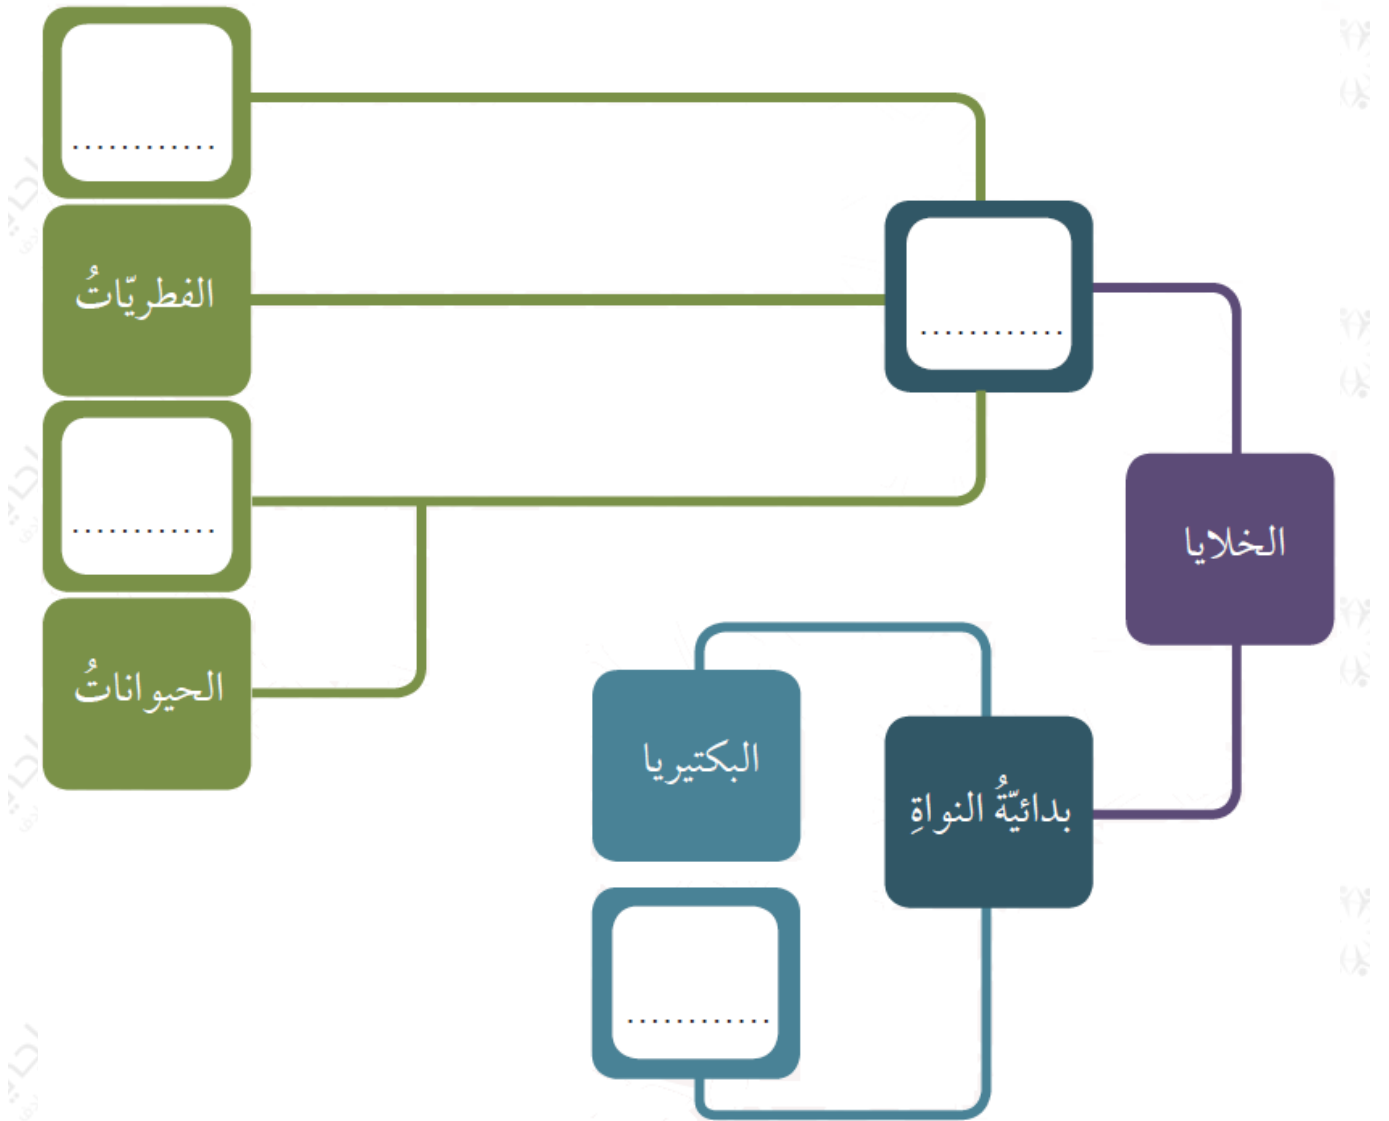 ............
الفطريّاتُ
............
............
الخلايا
الحيواناتُ
البكتيريا
بدائيّةُ النواةِ
............